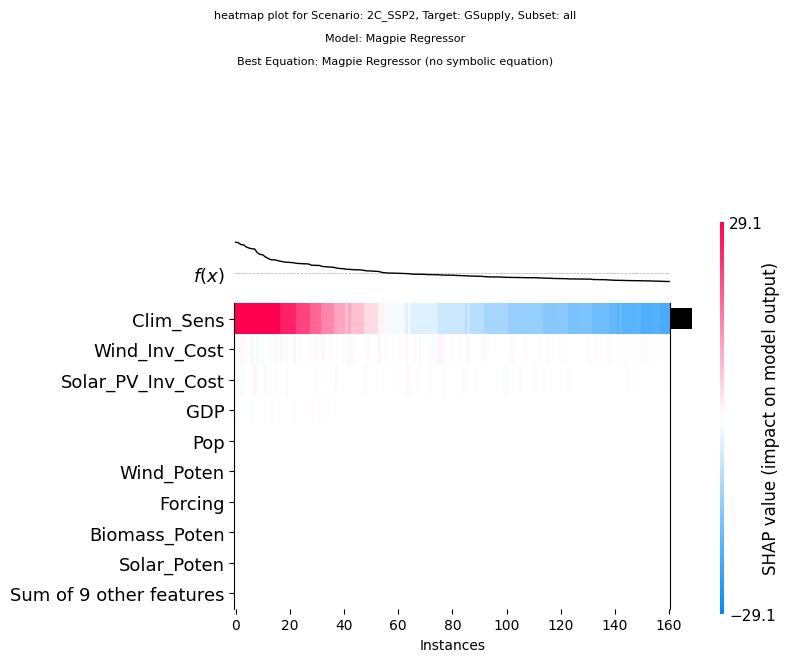 heatmap plot for Scenario: 2C_SSP2, Target: GSupply, Subset: all
Model: Magpie Regressor
Best Equation: Magpie Regressor (no symbolic equation)
29.1
f(x)
Clim_Sens
Wind_Inv_Cost
Solar_PV_Inv_Cost
GDP
Pop
Wind_Poten
Forcing
Biomass_Poten
Solar_Poten
Sum of 9 other features
SHAP value (impact on model output)
−29.1
0 20 40 60 80 100 120 140 160
Instances